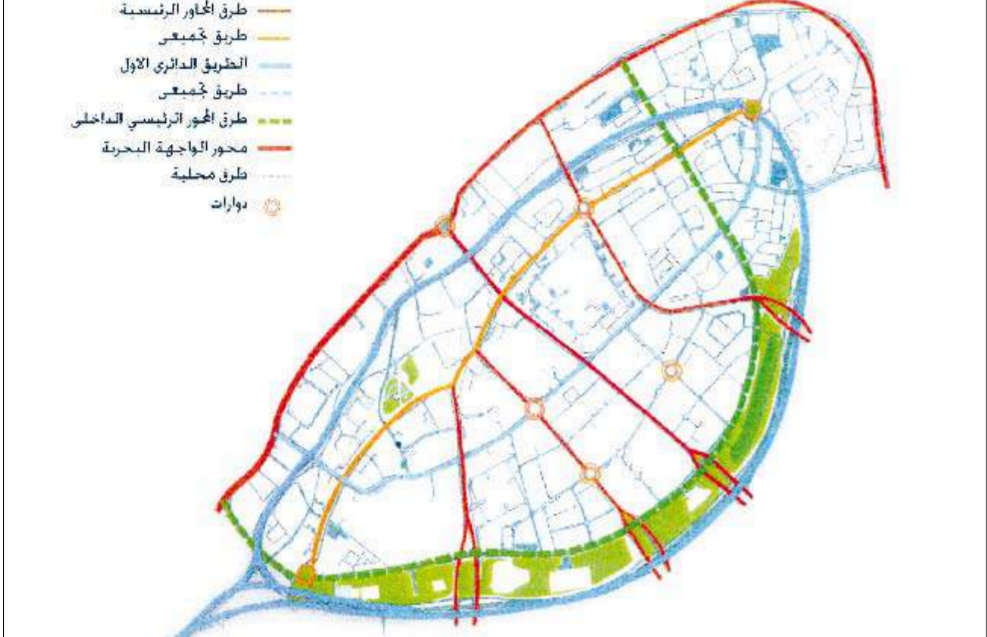 طرق المحاور الرئيسية
طريق تجميعي
الطريق الدائري الاول
طريق تجميعي
طرق المحور الرئيسي الداخلي
محور الواجهة البحرية
طرق محلية
دوارات